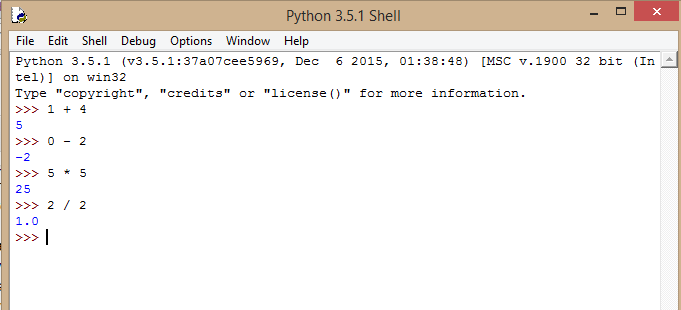 Python 3.5.1 Shell
File Edit Shell Debug Options Window Help
Python 3.5.1 (v3.5.1:37a07cee5969, Dec  6 2015, 01:38:48) [MSC v.1900 32 bit (In
tel)] on win32
Type "copyright", "credits" or "license()" for more information.
>>> 1 + 4
5
>>> 0 - 2
-2
>>> 5 * 5
25
>>> 2 / 2
1.0
>>>